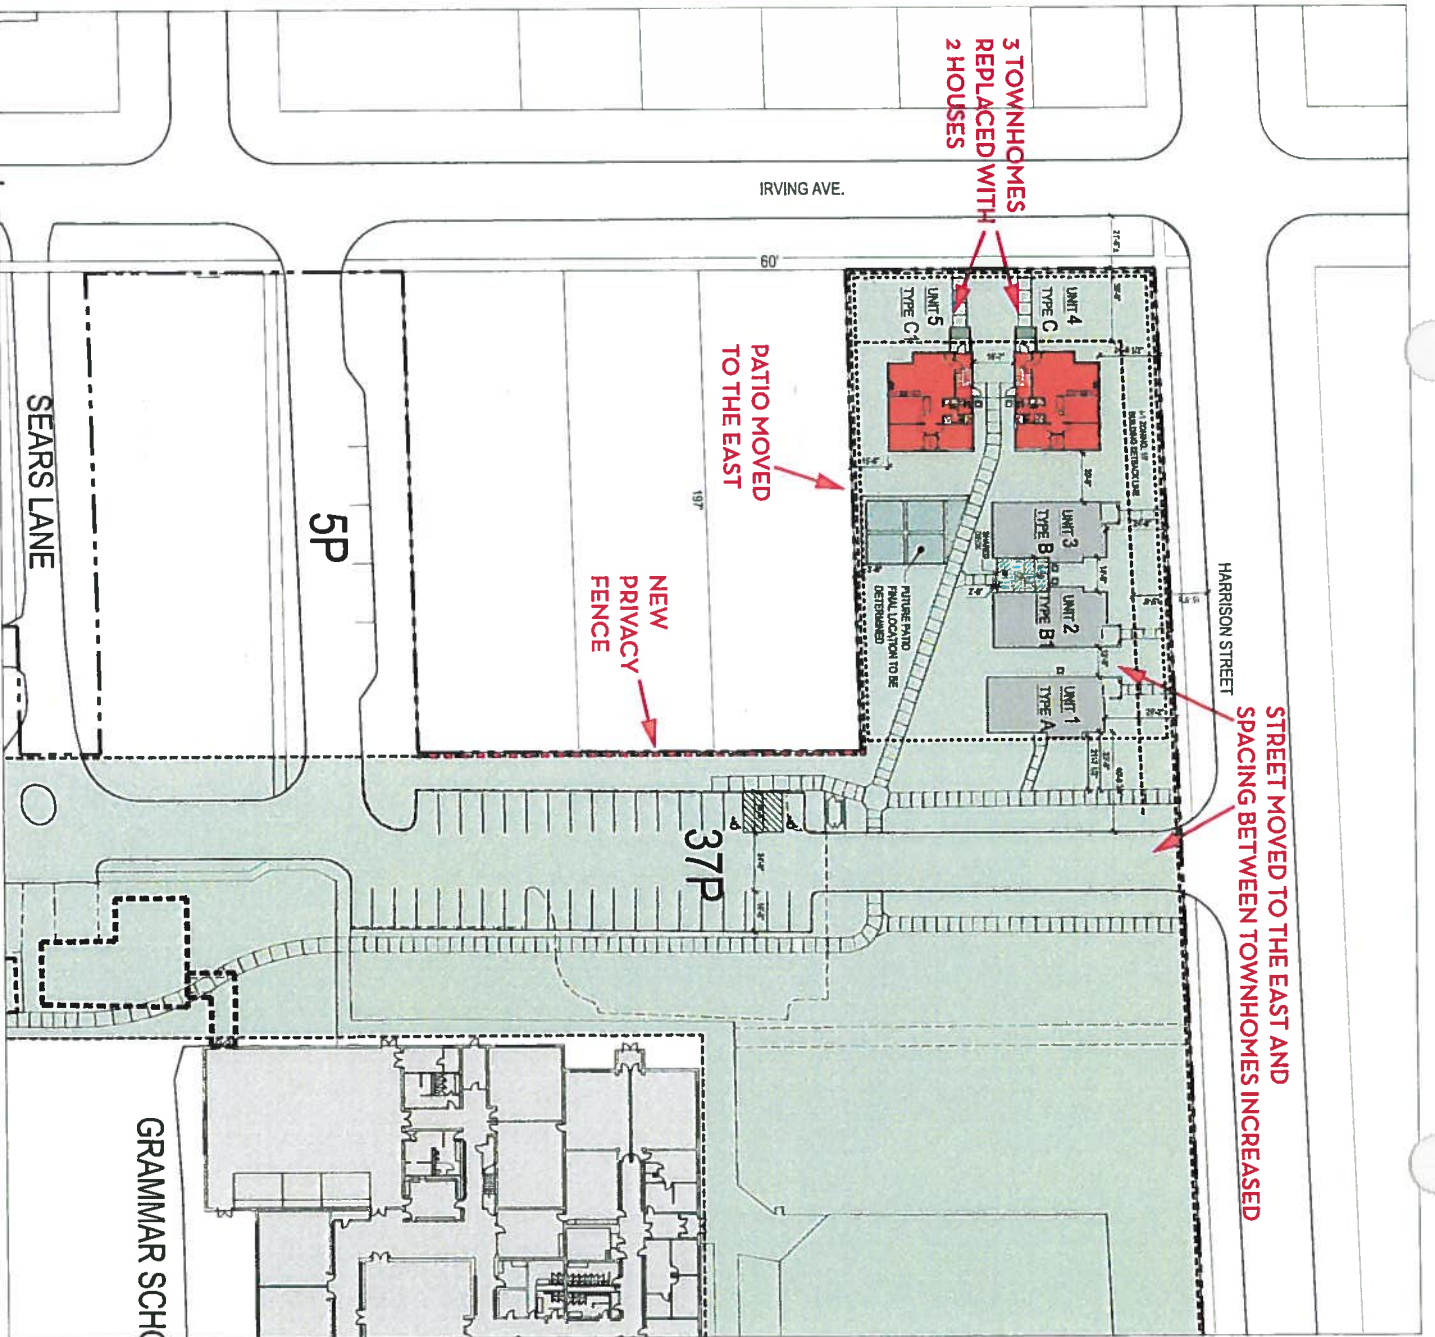 3 TOWNHOMES
REPLACED WITH
2 HOUSES
IRVING AVE.
60'
UNIT 4
TYPE C
UNIT 5
TYPE C1
PATIO MOVED
TO THE EAST
197'
UNIT 3
TYPE B
UNIT 2
TYPE B1
UNIT 1
TYPE A
FUTURE PATIO
FINAL LOCATION TO BE
DETERMINED
HARRISON STREET
STREET MOVED TO THE EAST AND
SPACING BETWEEN TOWNHOMES INCREASED
NEW
PRIVACY
FENCE
SEARS LANE
5P
37P
GRAMMAR SCHO